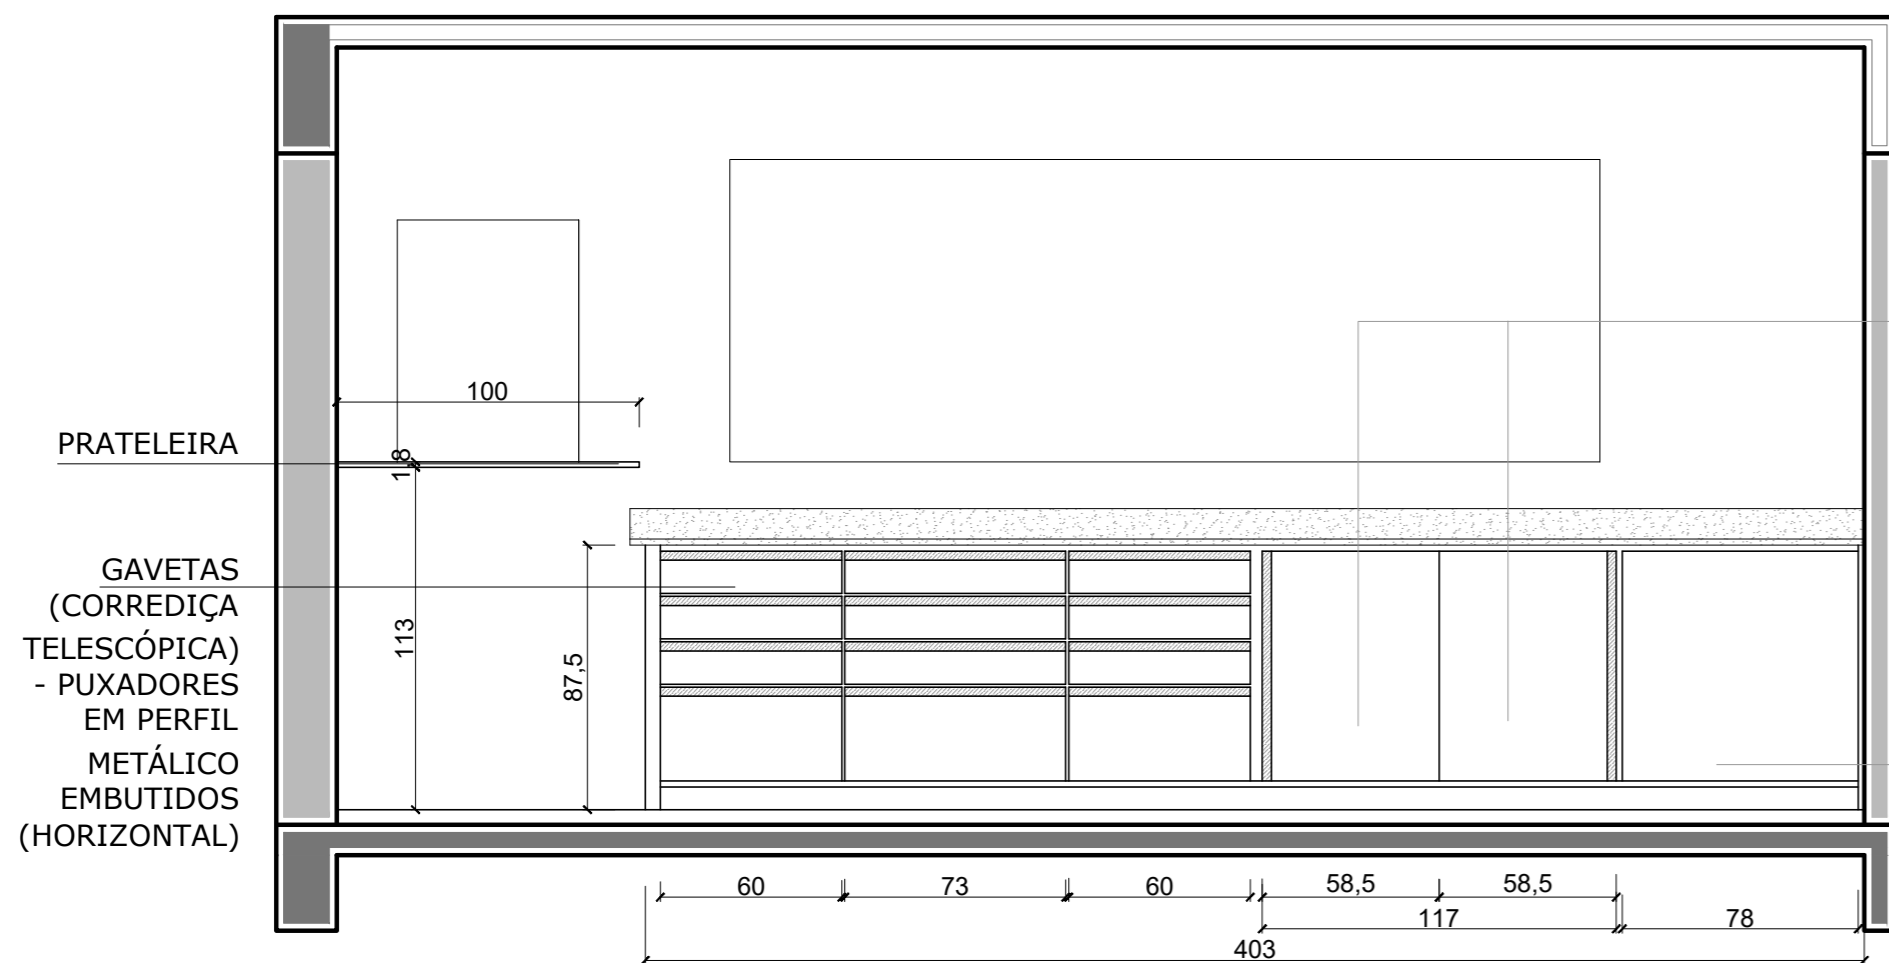 100
PRATELEIRA
1,8
GAVETAS
(CORREDIÇA
TELESCÓPICA)
- PUXADORES
EM PERFIL
METÁLICO
EMBUTIDOS
(HORIZONTAL)
113
87,5
60
73
60
58,5
58,5
117
78
403